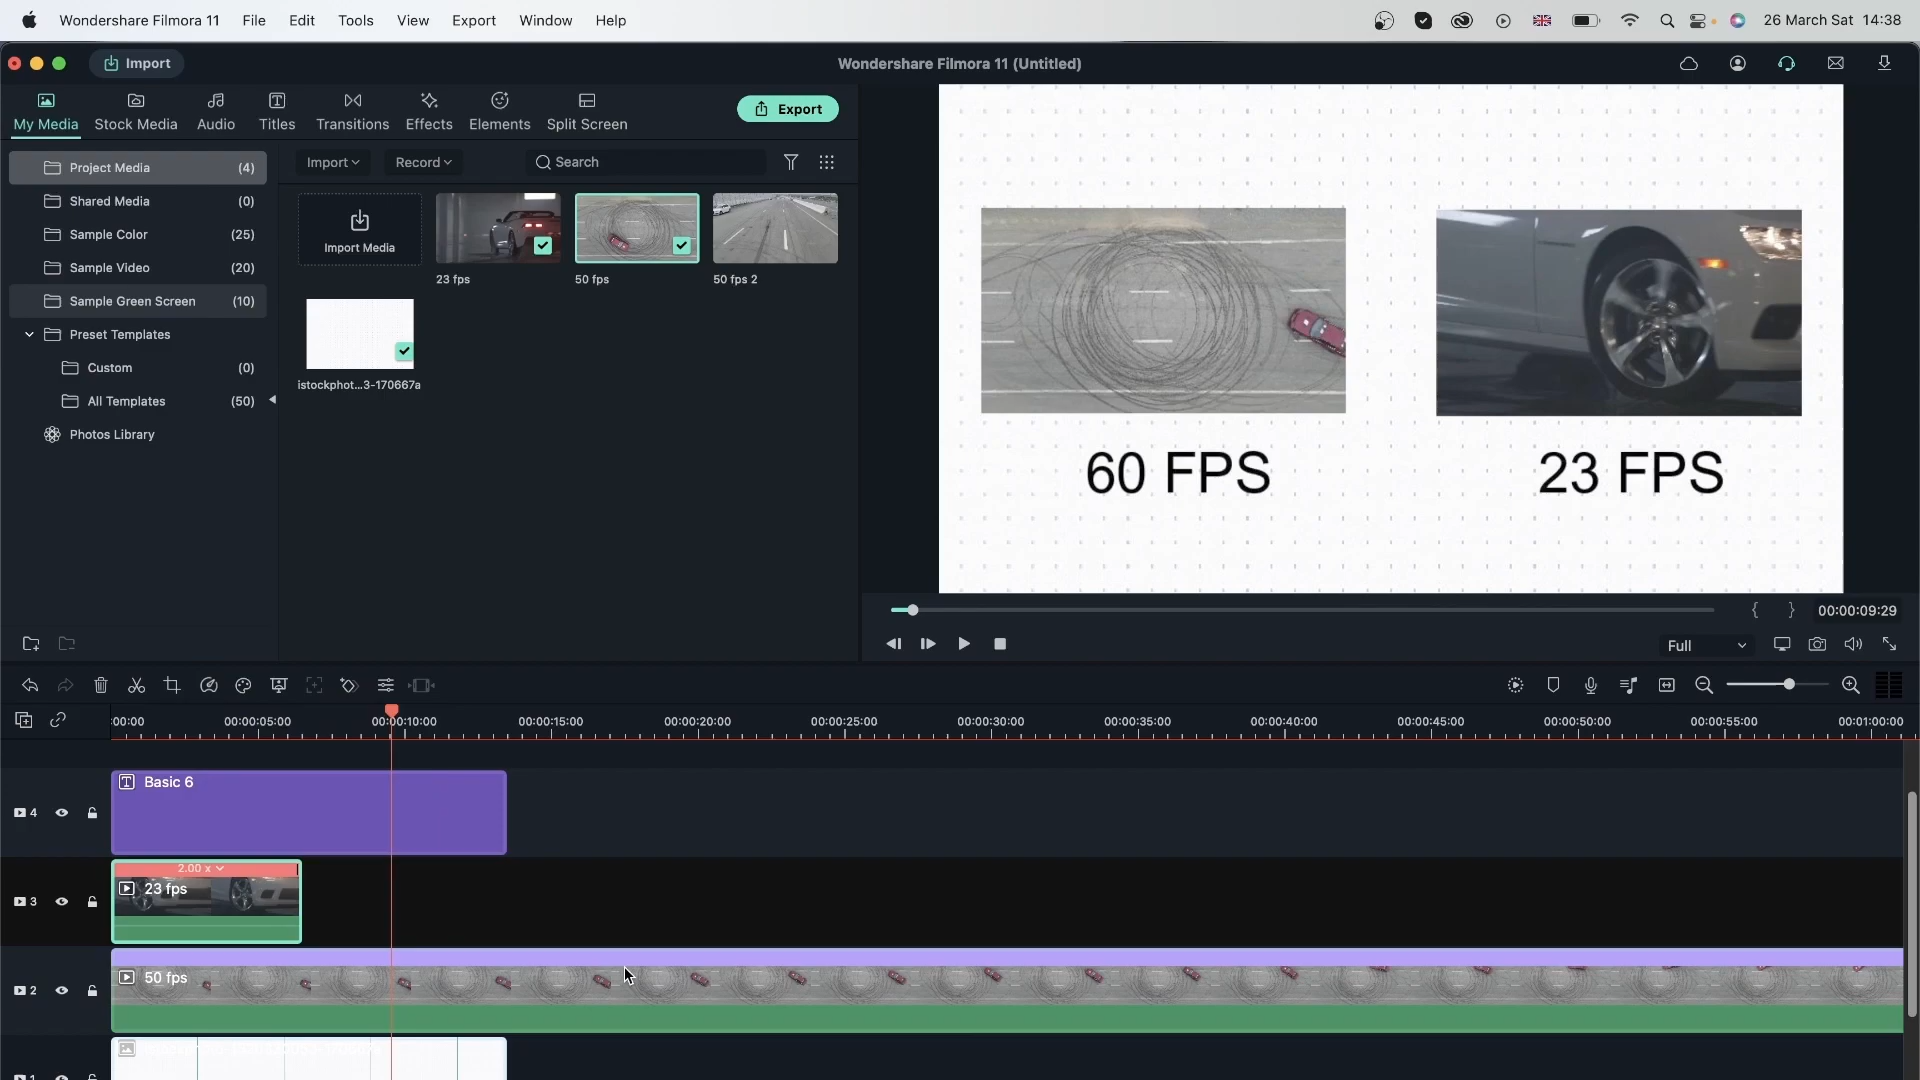 Wondershare Filmora 11 File Edit Tools View Export Window Help 26 March Sat 14:38
Import Wondershare Filmora 11 (Untitled)
My Media Stock Media Audio Titles Transitions Effects Elements Split Screen Export
Project Media (4)
Shared Media (0)
Sample Color (25)
Sample Video (20)
Sample Green Screen (10)
Preset Templates
Custom (0)
All Templates (50)
Photos Library
Import Record Search
Import Media
23 fps
50 fps
50 fps 2
istockphot...3-170667a
60 FPS
23 FPS
00:00:09:29
Full
:00:00 00:00:05:00 00:00:10:00 00:00:15:00 00:00:20:00 00:00:25:00 00:00:30:00 00:00:35:00 00:00:40:00 00:00:45:00 00:00:50:00 00:00:55:00 00:01:00:00
4
Basic 6
3
2.00 x
23 fps
2
50 fps
1